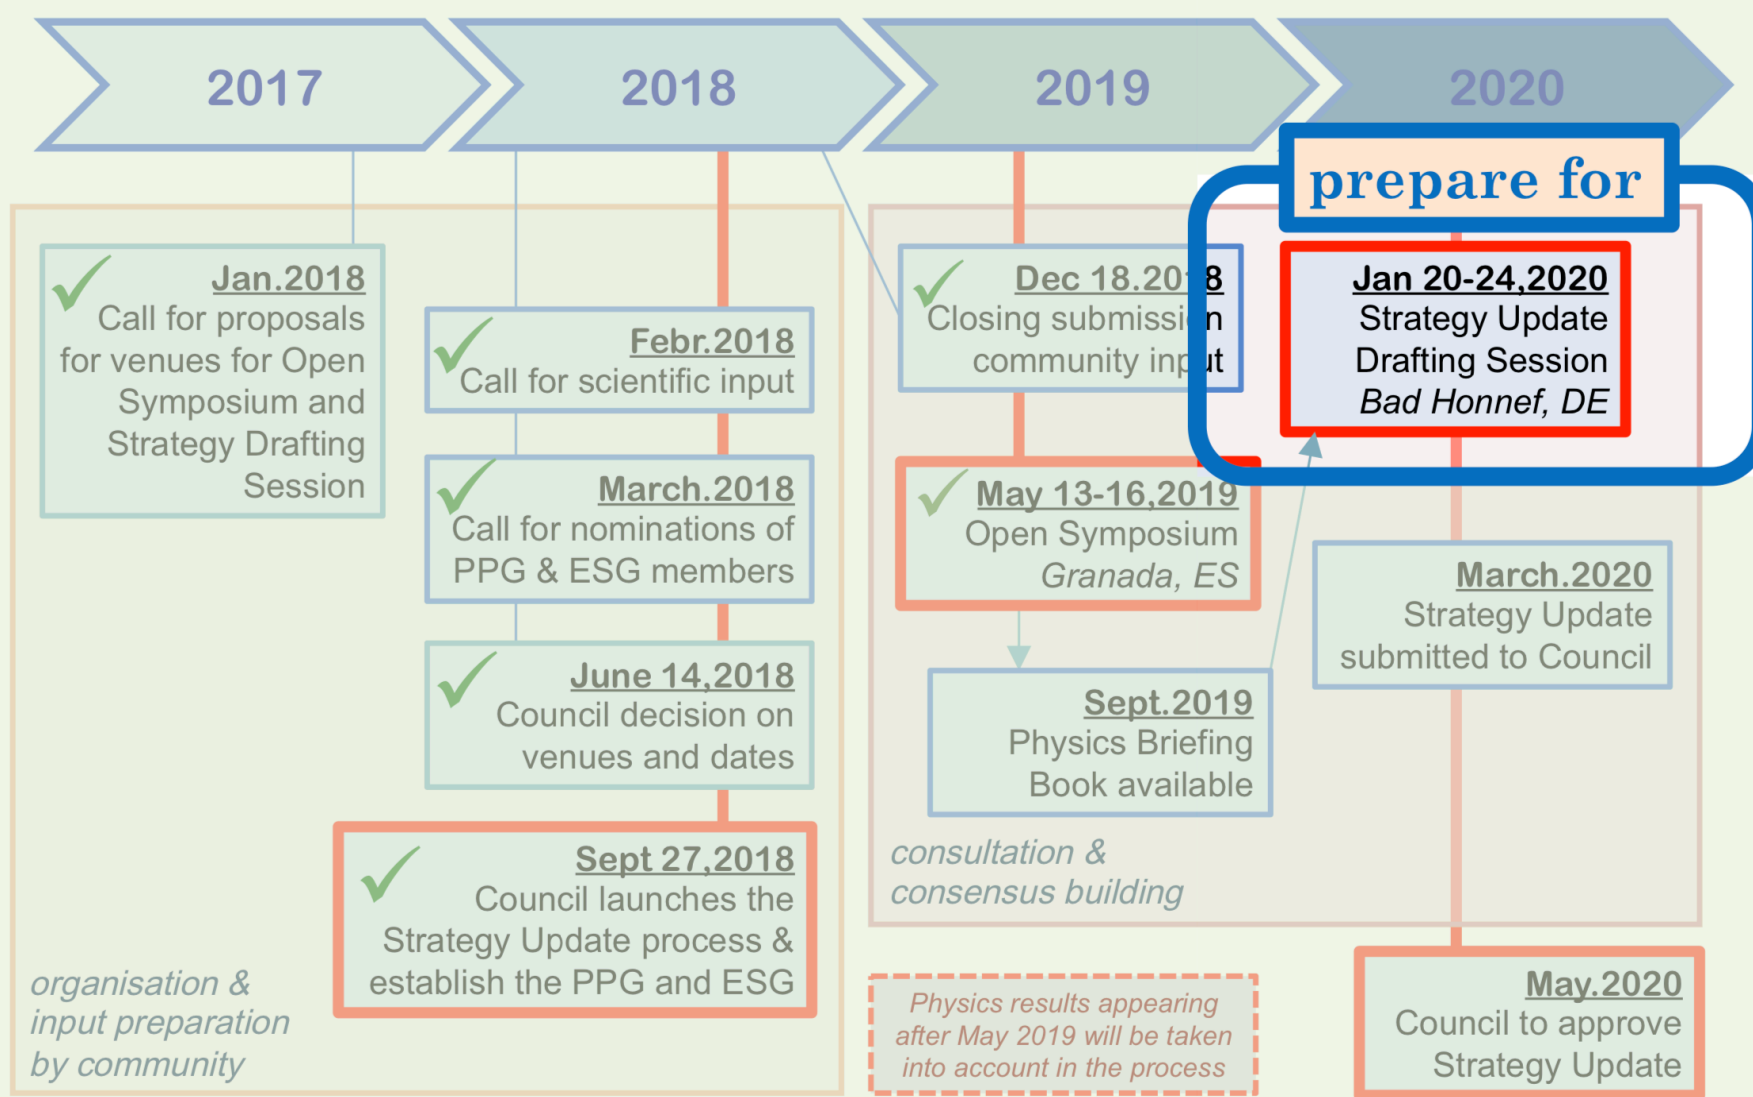 2017
2018
2019
2020
prepare for
Jan.2018
Call for proposals
for venues for Open
Symposium and
Strategy Drafting
Session
Febr.2018
Call for scientific input
March.2018
Call for nominations of
PPG & ESG members
June 14,2018
Council decision on
venues and dates
Sept 27,2018
Council launches the
Strategy Update process &
establish the PPG and ESG
organisation &
input preparation
by community
Dec 18.2018
Closing submission
community input
May 13-16,2019
Open Symposium
Granada, ES
Sept.2019
Physics Briefing
Book available
consultation &
consensus building
Physics results appearing
after May 2019 will be taken
into account in the process
Jan 20-24,2020
Strategy Update
Drafting Session
Bad Honnef, DE
March.2020
Strategy Update
submitted to Council
May.2020
Council to approve
Strategy Update